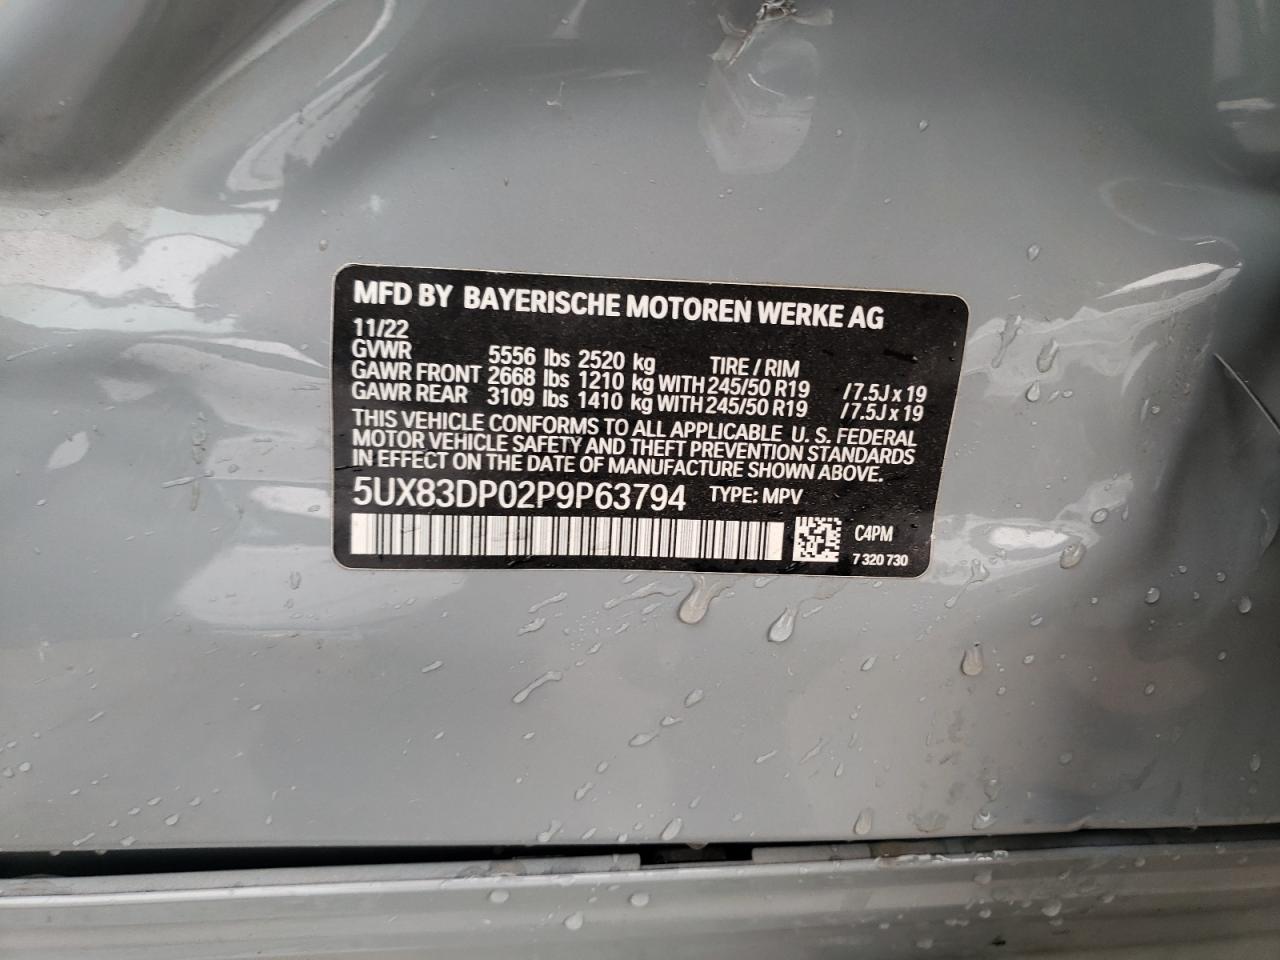 MFD BY BAYERISCHE MOTOREN WERKE AG
11/22
GVWR 5556 lbs 2520 kg TIRE / RIM
GAWR FRONT 2668 lbs 1210 kg WITH 245/50 R19 / 7.5J x 19
GAWR REAR 3109 lbs 1410 kg WITH 245/50 R19 / 7.5J x 19
THIS VEHICLE CONFORMS TO ALL APPLICABLE U. S. FEDERAL
MOTOR VEHICLE SAFETY AND THEFT PREVENTION STANDARDS
IN EFFECT ON THE DATE OF MANUFACTURE SHOWN ABOVE.
5UX83DP02P9P63794 TYPE: MPV
C4PM
7 320 730